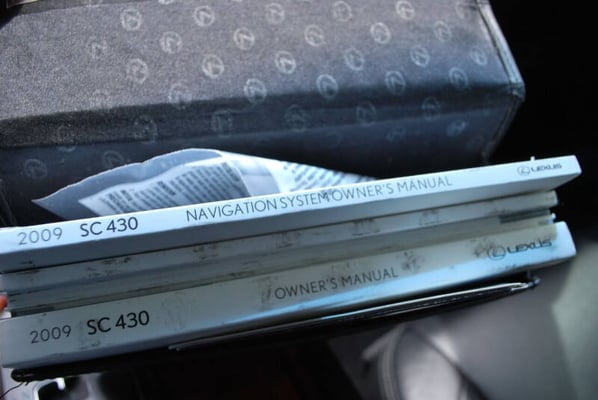 2009 SC 430 NAVIGATION SYSTEM OWNER'S MANUAL LEXUS
2009 SC 430 OWNER'S MANUAL LEXUS